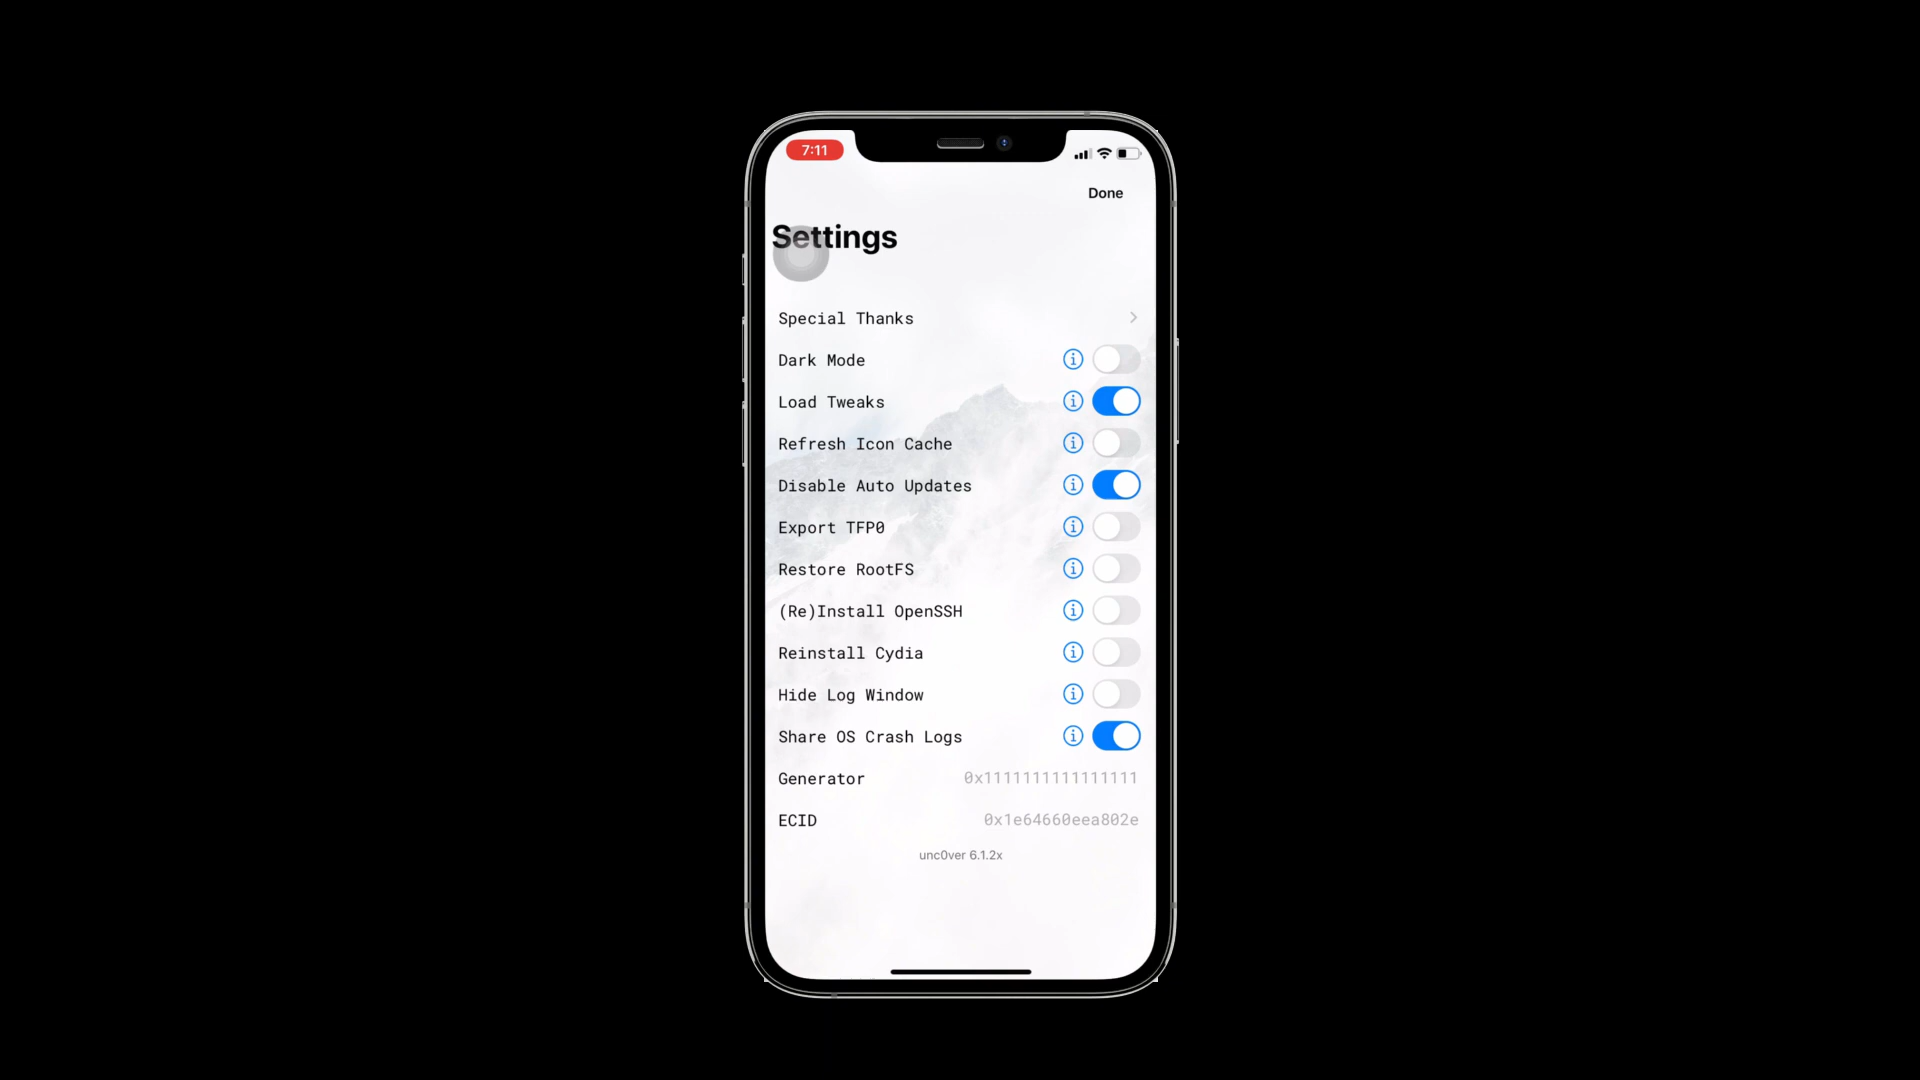 7:11
Done
Settings
Special Thanks
Dark Mode
Load Tweaks
Refresh Icon Cache
Disable Auto Updates
Export TFP0
Restore RootFS
(Re)Install OpenSSH
Reinstall Cydia
Hide Log Window
Share OS Crash Logs
Generator 0x1111111111111111
ECID 0x1e64660eea802e
unc0ver 6.1.2x